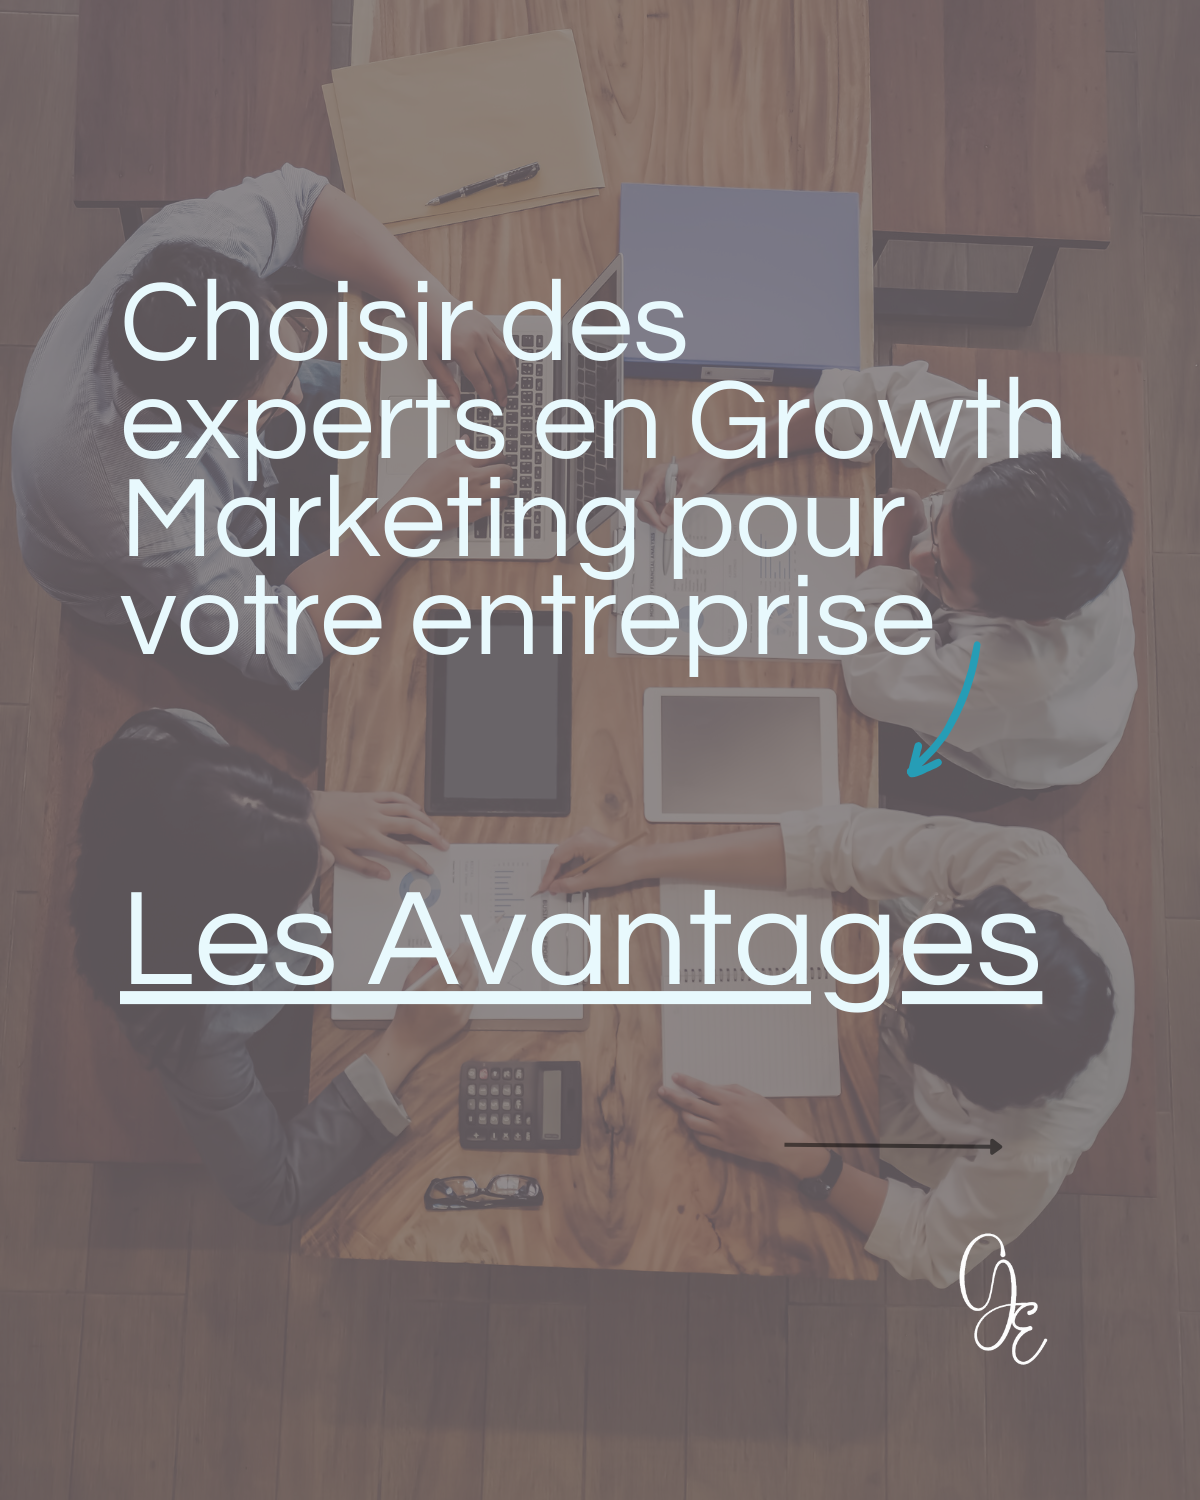 Choisir des
experts en Growth
Marketing pour
votre entreprise
Les Avantages